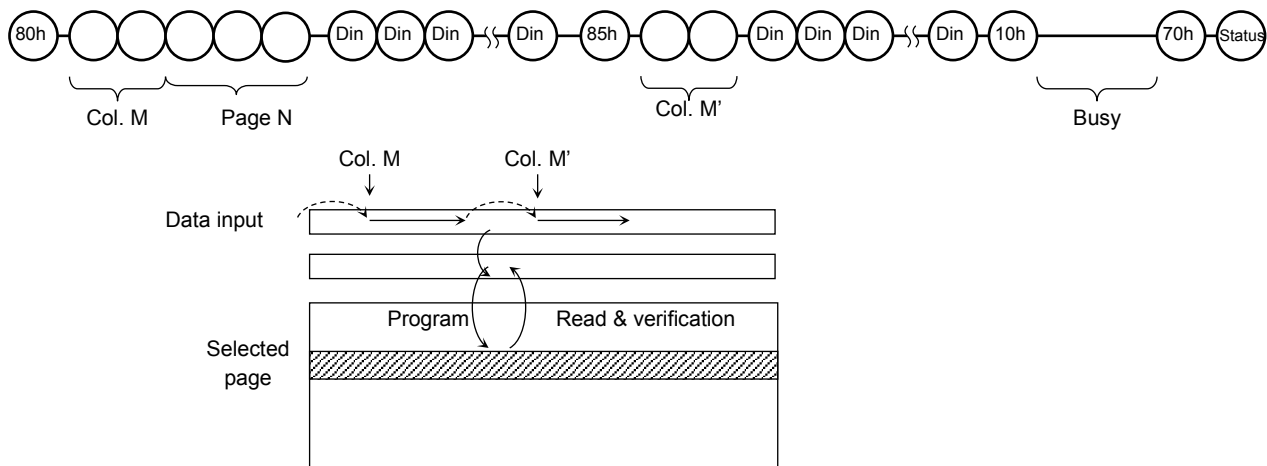 80h Din Din Din Din 85h Din Din Din Din 10h 70h Status
Col. M Page N Col. M’ Busy
Col. M Col. M’
Data input
Program Read & verification
Selected
page